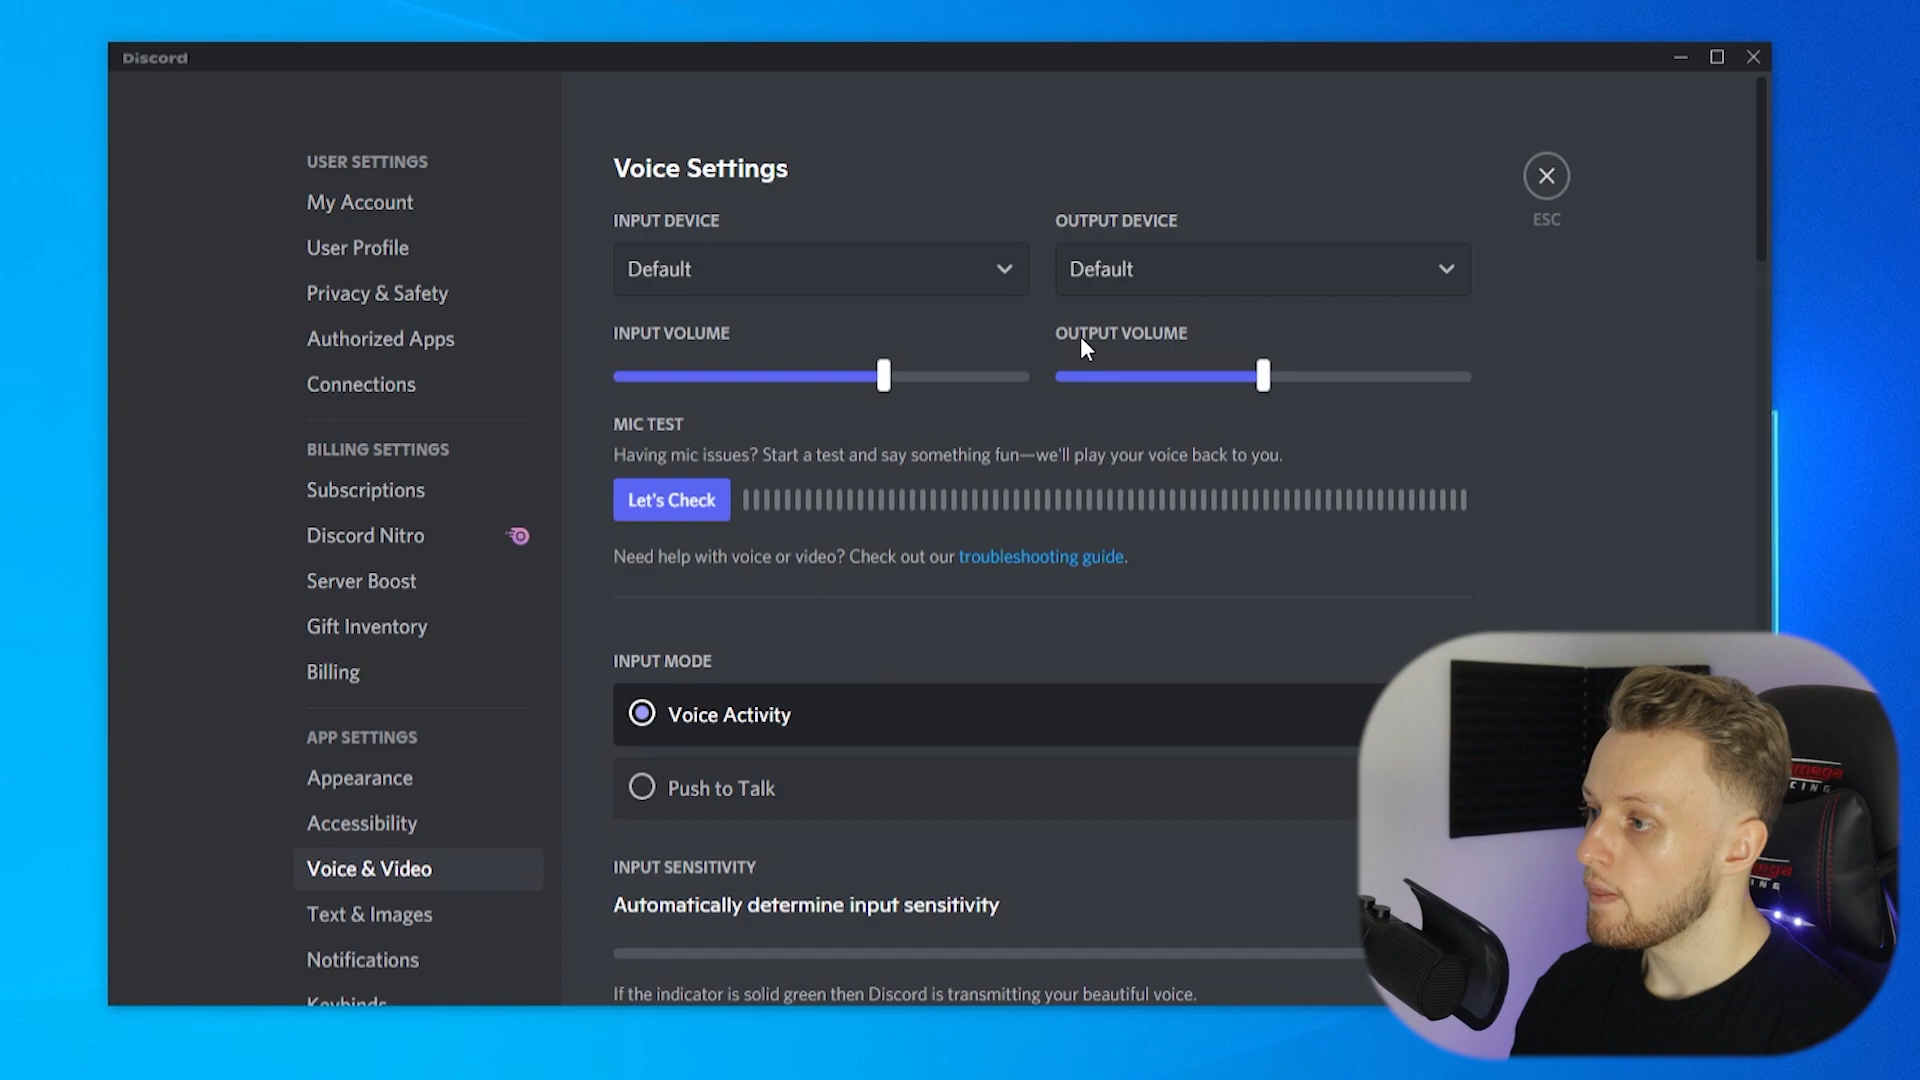 Discord
USER SETTINGS
My Account
User Profile
Privacy & Safety
Authorized Apps
Connections
BILLING SETTINGS
Subscriptions
Discord Nitro
Server Boost
Gift Inventory
Billing
APP SETTINGS
Appearance
Accessibility
Voice & Video
Text & Images
Notifications
Keybinds
Voice Settings
ESC
INPUT DEVICE
Default
OUTPUT DEVICE
Default
INPUT VOLUME
OUTPUT VOLUME
MIC TEST
Having mic issues? Start a test and say something fun—we'll play your voice back to you.
Let's Check
Need help with voice or video? Check out our troubleshooting guide.
INPUT MODE
Voice Activity
Push to Talk
INPUT SENSITIVITY
Automatically determine input sensitivity
If the indicator is solid green then Discord is transmitting your beautiful voice.